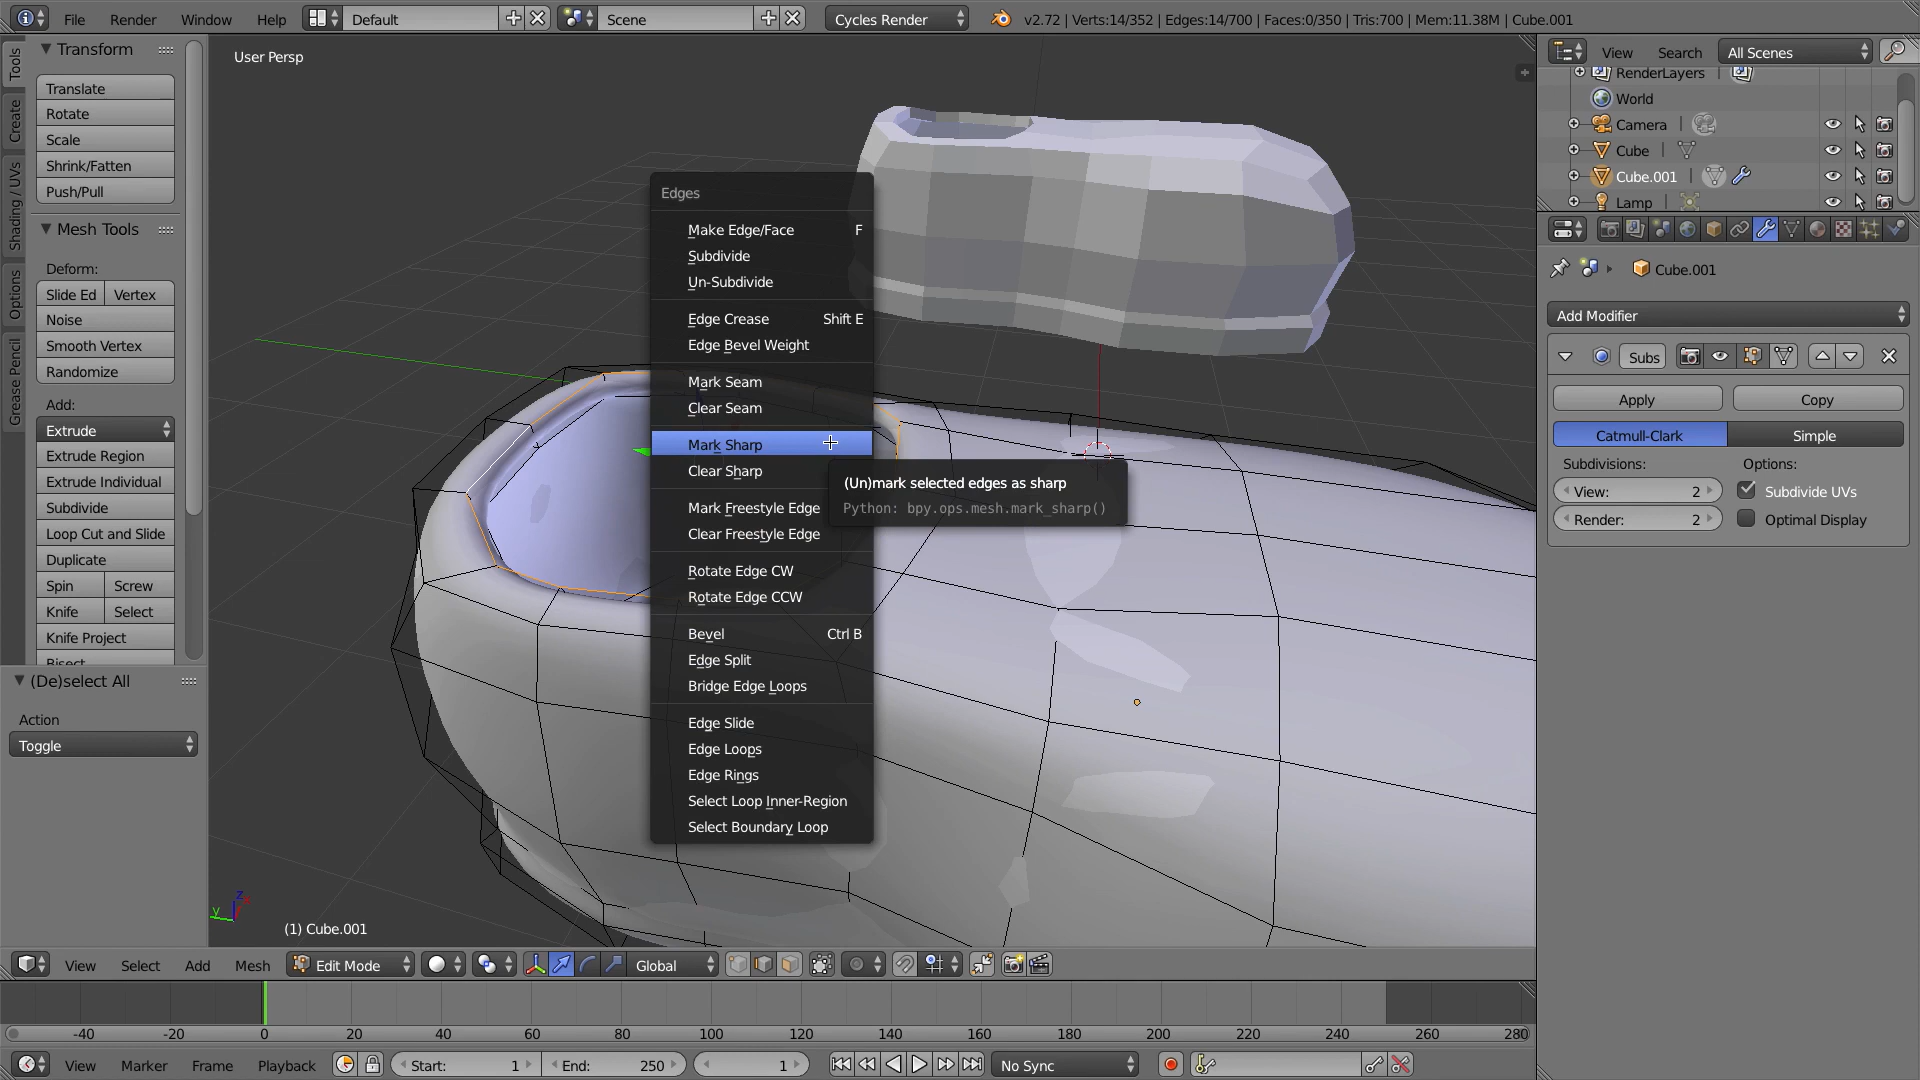 File Render Window Help Default Scene Cycles Render v2.72 | Verts:14/352 | Edges:14/700 | Faces:0/350 | Tris:700 | Mem:11.38M | Cube.001
Tools
Create
Shading / UVs
Options
Grease Pencil
Transform
Translate
Rotate
Scale
Shrink/Fatten
Push/Pull
Mesh Tools
Deform:
Slide Ed Vertex
Noise
Smooth Vertex
Randomize
Add:
Extrude
Extrude Region
Extrude Individual
Subdivide
Loop Cut and Slide
Duplicate
Spin Screw
Knife Select
Knife Project
Bisect
(De)select All
Action
Toggle
User Persp
Edges
Make Edge/Face F
Subdivide
Un-Subdivide
Edge Crease Shift E
Edge Bevel Weight
Mark Seam
Clear Seam
Mark Sharp
Clear Sharp
Mark Freestyle Edge
Clear Freestyle Edge
Rotate Edge CW
Rotate Edge CCW
Bevel Ctrl B
Edge Split
Bridge Edge Loops
Edge Slide
Edge Loops
Edge Rings
Select Loop Inner-Region
Select Boundary Loop
(Un)mark selected edges as sharp
Python: bpy.ops.mesh.mark_sharp()
z
y
(1) Cube.001
View Search All Scenes
RenderLayers
World
Camera
Cube
Cube.001
Lamp
Cube.001
Add Modifier
Subs
Apply Copy
Catmull-Clark Simple
Subdivisions: Options:
View: 2 Subdivide UVs
Render: 2 Optimal Display
View Select Add Mesh Edit Mode Global
-40 -20 0 20 40 60 80 100 120 140 160 180 200 220 240 260 280
View Marker Frame Playback Start: 1 End: 250 1 No Sync